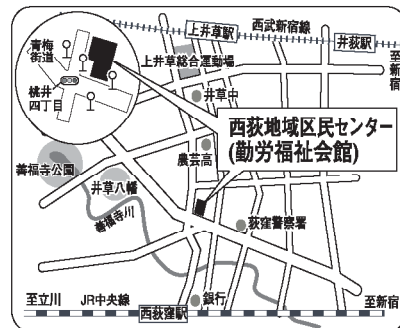 上井草駅
西武新宿線
井荻駅
至新宿
青梅
街道
桃井
四丁目
上井草総合運動場
井草中
西荻地域区民センター
(勤労福祉会館)
農芸高
善福寺公園
井草八幡
善福寺川
荻窪警察署
至立川
JR中央線
西荻窪駅
銀行
至新宿